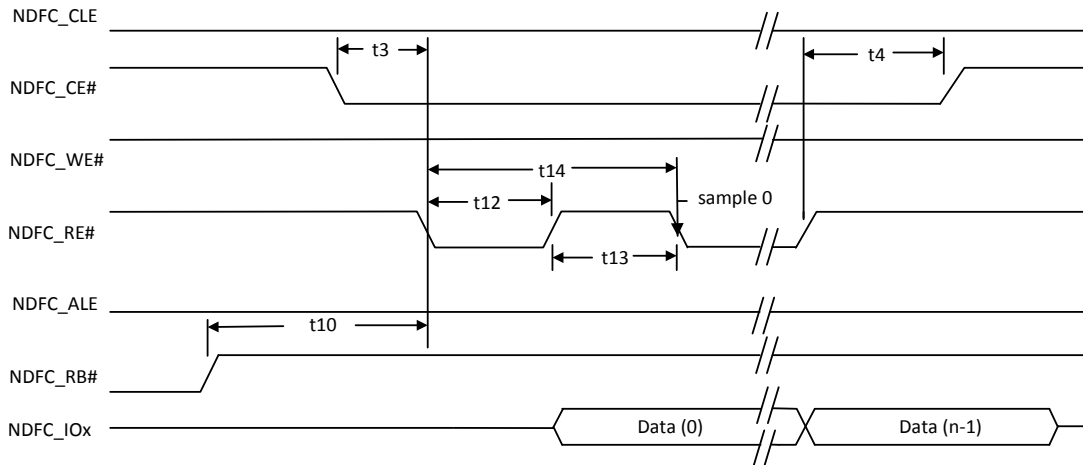 NDFC_CLE
t3
t4
NDFC_CE#
NDFC_WE#
t14
t12
sample 0
NDFC_RE#
t13
NDFC_ALE
t10
NDFC_RB#
NDFC_IOx
Data (0)
Data (n-1)